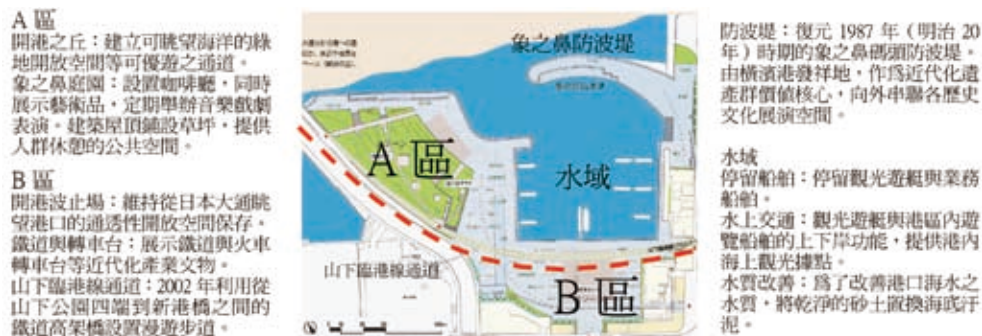 A 區
開港之丘：建立可眺望海洋的綠
地開放空間等可優遊之通道。
象之鼻庭園：設置咖啡廳，同時
展示藝術品，定期舉辦音樂戲劇
表演。建築屋頂鋪設草坪，提供
人群休憩的公共空間。
B 區
開港波止場：維持從日本大通眺
望港口的通透性開放空間保存。
鐵道與轉車台：展示鐵道與火車
轉車台等近代化產業文物。
山下臨港線通道：2002 年利用從
山下公園四端到新港橋之間的
鐵道高架橋設置漫遊步道。
象之鼻防波堤
A 區
水域
山下臨港線通道
B 區
防波堤：復元 1987 年（明治 20
年）時期的象之鼻碼頭防波堤。
由橫濱港發祥地，作為近代化遺
產群價值核心，向外串聯各歷史
文化展演空間。
水域
停留船舶：停留觀光遊艇與業務
船舶。
水上交通：觀光遊艇與港區內遊
覽船舶的上下岸功能，提供港內
海上觀光據點。
水質改善：為了改善港口海水之
水質，將乾淨的砂土置換海底汙
泥。